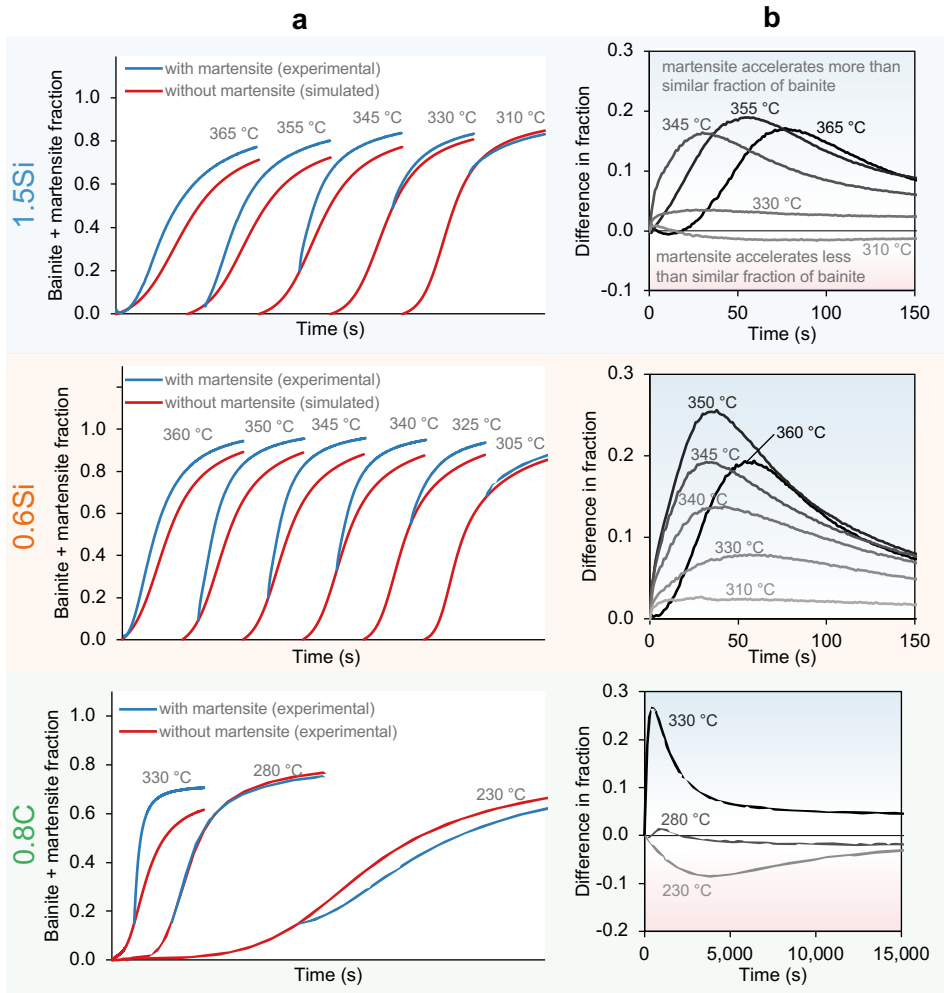 a
b
1.5Si
Bainite + martensite fraction
1.0
0.8
0.6
0.4
0.2
0.0
with martensite (experimental)
without martensite (simulated)
365 °C
355 °C
345 °C
330 °C
310 °C
Time (s)
Difference in fraction
0.3
0.2
0.1
0.0
-0.1
martensite accelerates more than
similar fraction of bainite
355 °C
345 °C
365 °C
330 °C
310 °C
martensite accelerates less
than similar fraction of bainite
0
50
100
150
Time (s)
0.6Si
Bainite + martensite fraction
1.0
0.8
0.6
0.4
0.2
0.0
with martensite (experimental)
without martensite (simulated)
360 °C
350 °C
345 °C
340 °C
325 °C
305 °C
Time (s)
Difference in fraction
0.3
0.2
0.1
0.0
350 °C
360 °C
345 °C
340 °C
330 °C
310 °C
0
50
100
150
Time (s)
0.8C
Bainite + martensite fraction
1.0
0.8
0.6
0.4
0.2
0.0
with martensite (experimental)
without martensite (experimental)
330 °C
280 °C
230 °C
Time (s)
Difference in fraction
0.3
0.2
0.1
0.0
-0.1
-0.2
330 °C
280 °C
230 °C
0
5,000
10,000
15,000
Time (s)